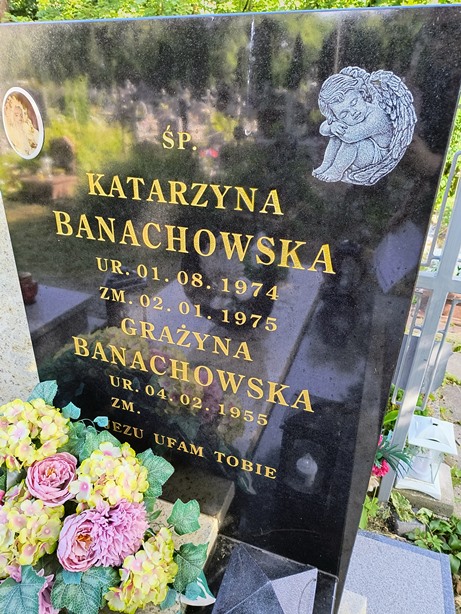 ŚP.
KATARZYNA
BANACHOWSKA
UR. 01. 08. 1974
ZM. 02. 01. 1975
GRAŻYNA
BANACHOWSKA
UR. 04. 02. 1955
ZM.
EZU UFAM TOBIE